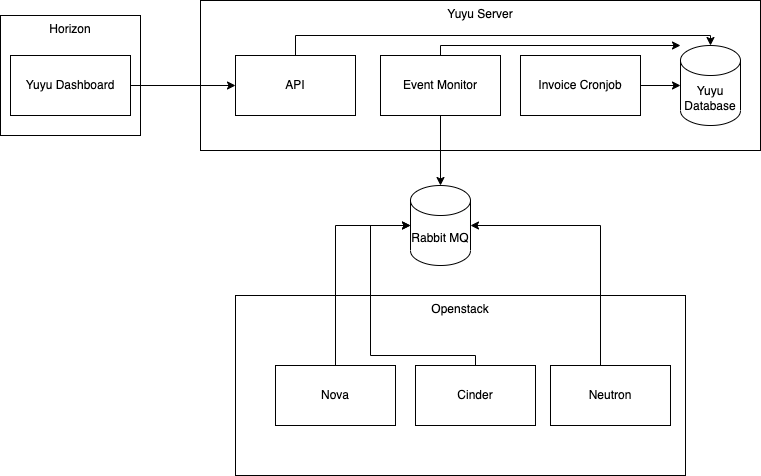 Horizon
Yuyu Dashboard
Yuyu Server
API
Event Monitor
Invoice Cronjob
Yuyu
Database
Rabbit MQ
Openstack
Nova
Cinder
Neutron